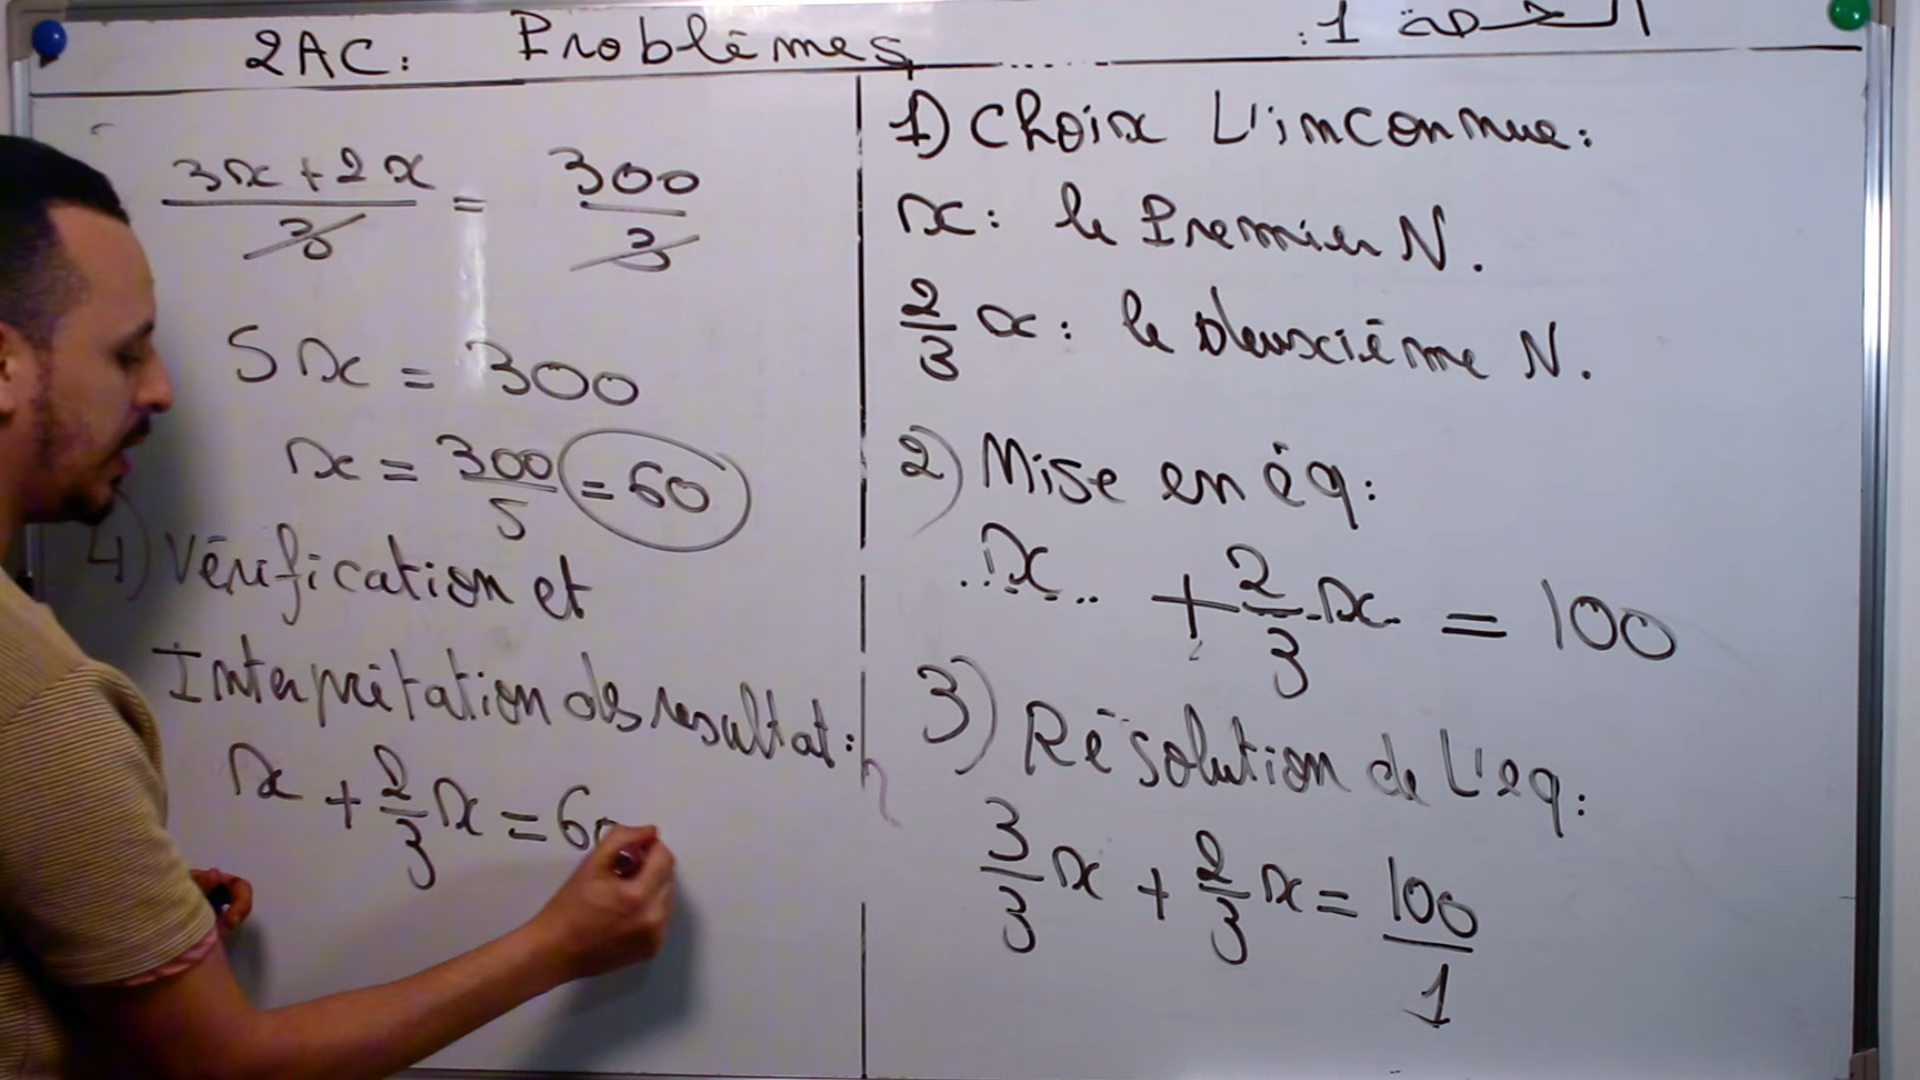 2AC: Problèmes
الحصة 1:
1) Choix L'inconnue:
x: le Premier N.
2/3 x: le deuxième N.
2) Mise en éq:
..x.. + 2/3 x = 100
3) Résolution de L'eq:
3/3 x + 2/3 x = 100/1
3x+2x/3 = 300/3
5x = 300
x = 300/5 = 60
4) Vérification et
Interprétation des resultat:
x + 2/3 x = 60